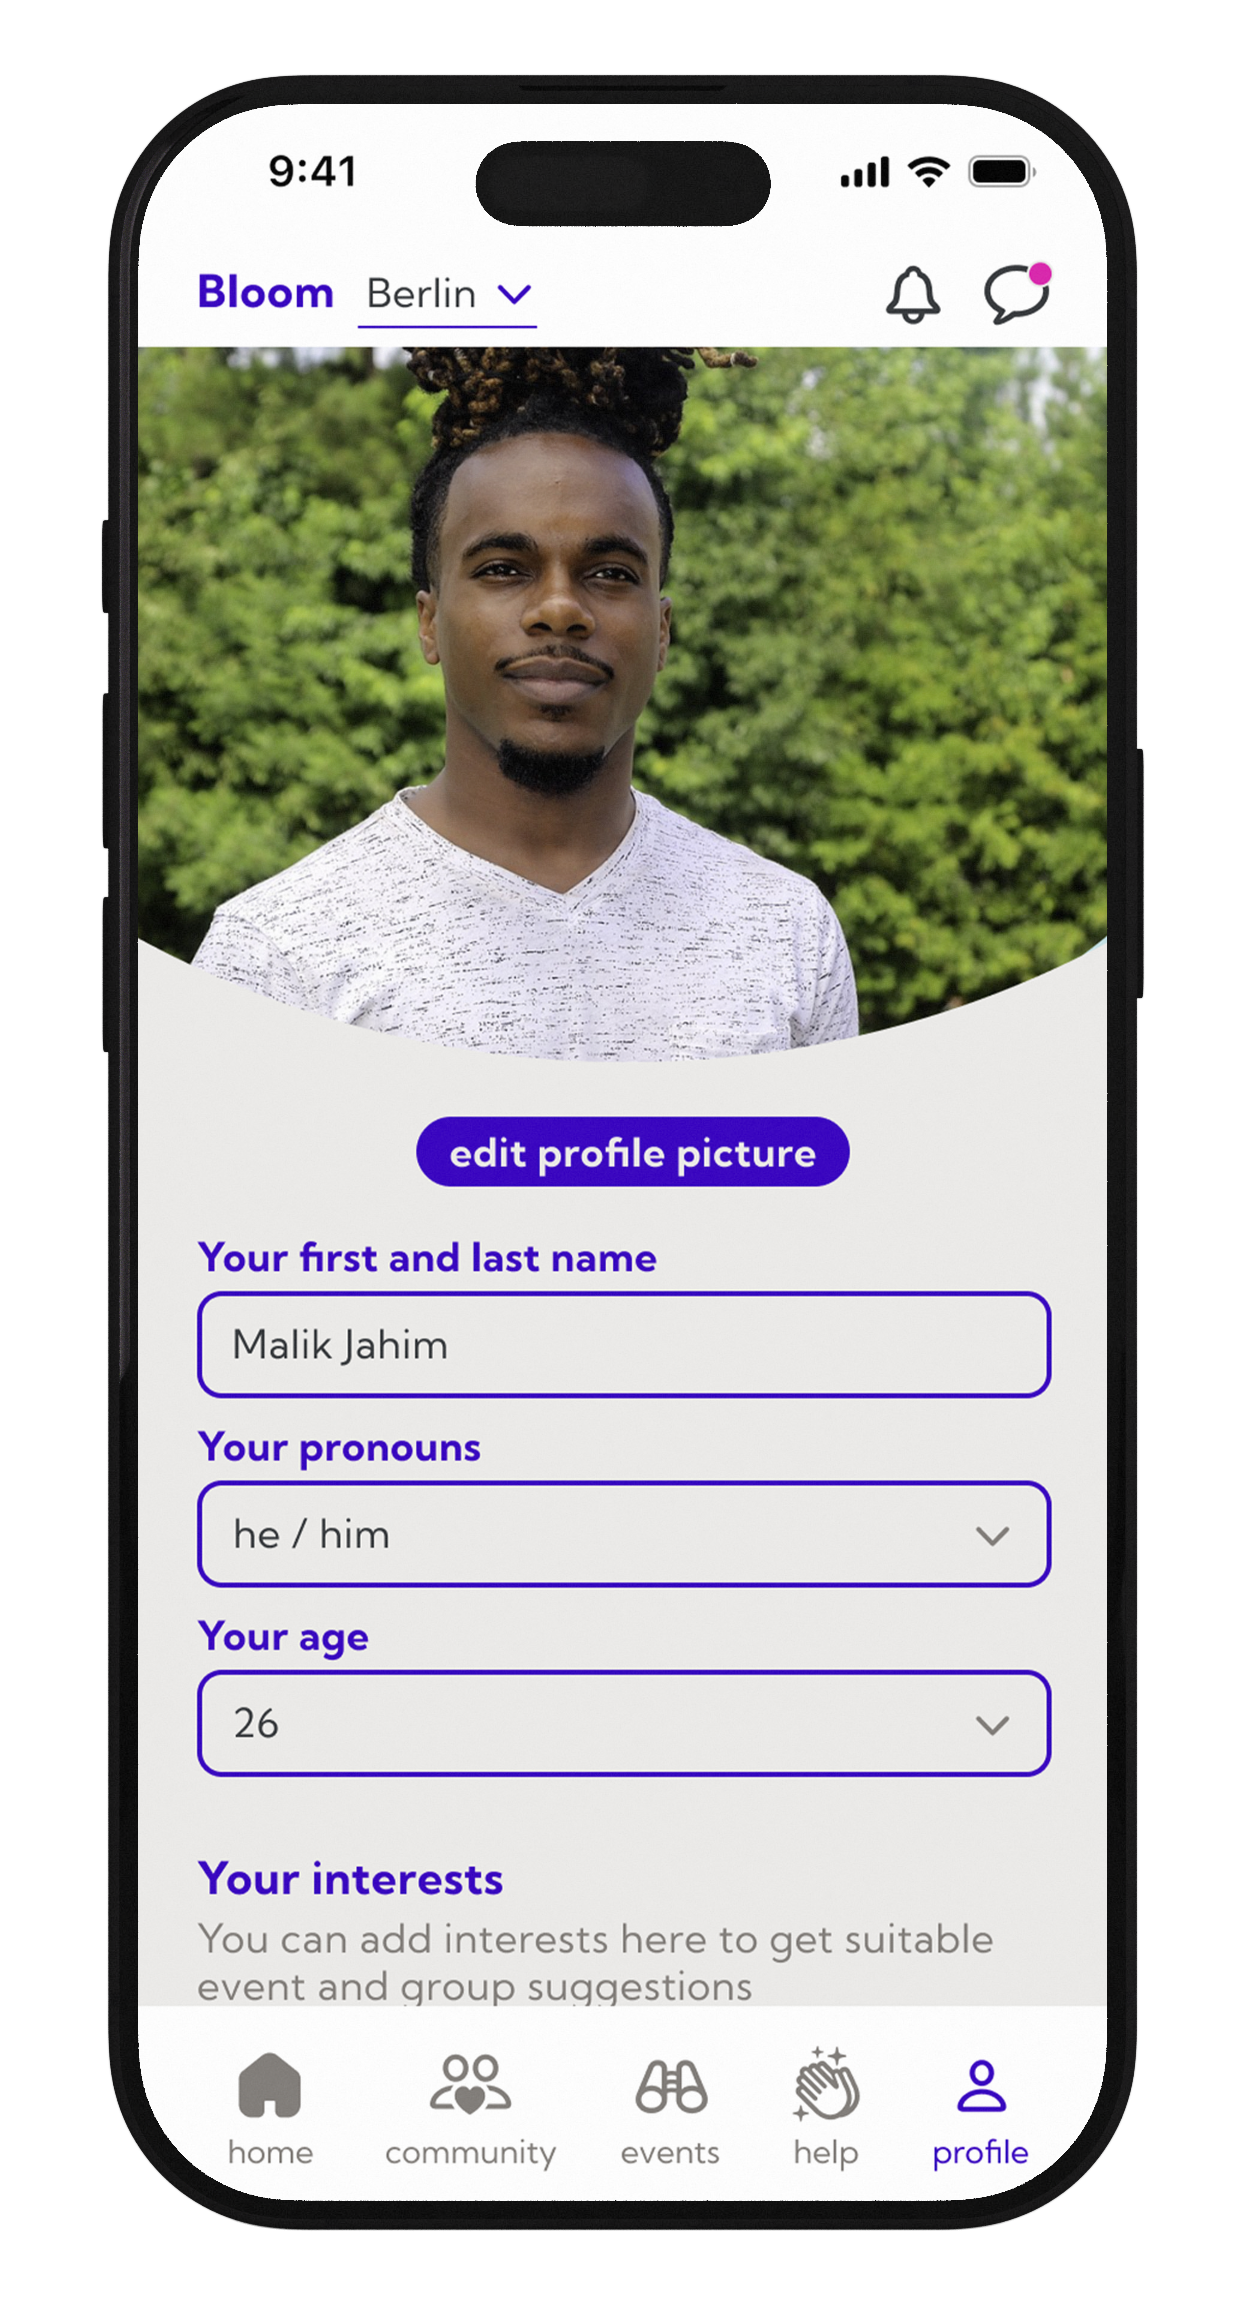 9:41
Bloom Berlin
edit profile picture
Your first and last name
Malik Jahim
Your pronouns
he / him
Your age
26
Your interests
You can add interests here to get suitable
event and group suggestions
home community events help profile